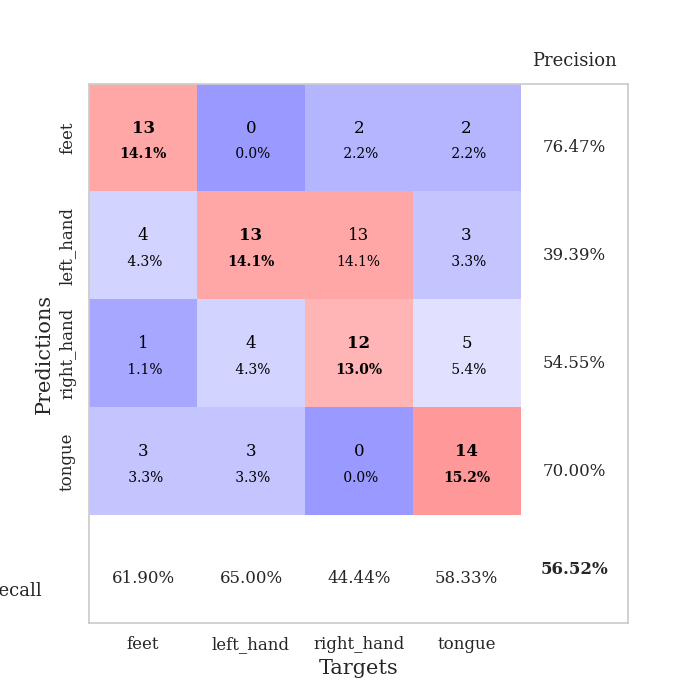 Precision
feet 13 0 2 2 76.47%
14.1% 0.0% 2.2% 2.2%
left_hand 4 13 13 3 39.39%
4.3% 14.1% 14.1% 3.3%
Predictions
right_hand 1 4 12 5 54.55%
1.1% 4.3% 13.0% 5.4%
tongue 3 3 0 14 70.00%
3.3% 3.3% 0.0% 15.2%
ecall 61.90% 65.00% 44.44% 58.33% 56.52%
feet left_hand right_hand tongue
Targets